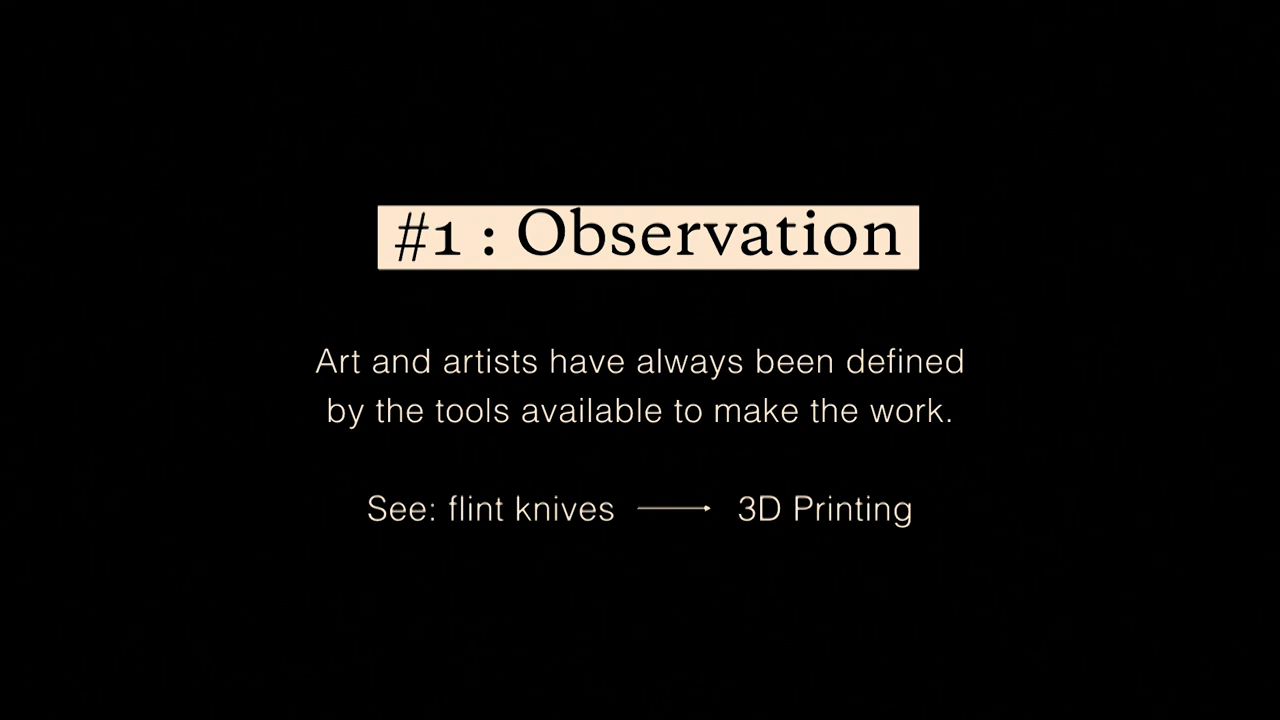 #1 : Observation
Art and artists have always been defined
by the tools available to make the work.
See: flint knives → 3D Printing